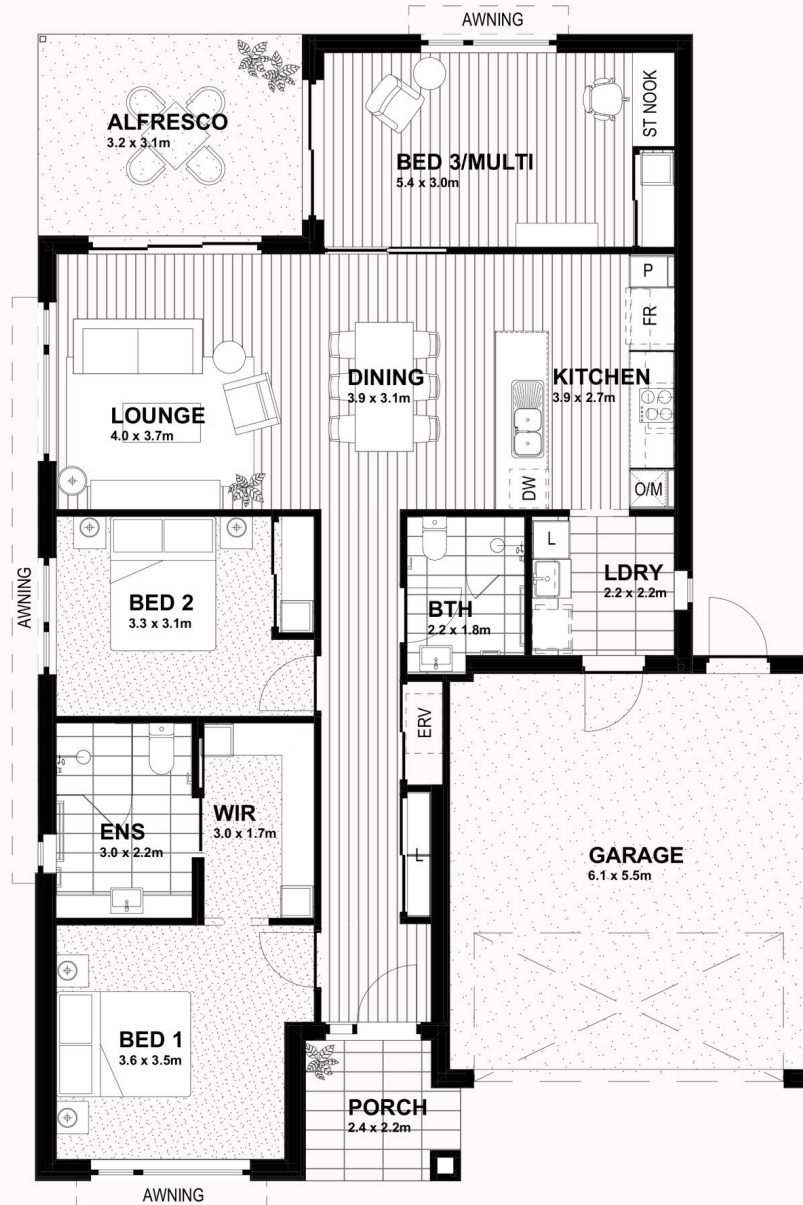 AWNING
ALFRESCO
3.2 x 3.1m
BED 3/MULTI
5.4 x 3.0m
ST NOOK
P
FR
LOUNGE
4.0 x 3.7m
DINING
3.9 x 3.1m
KITCHEN
3.9 x 2.7m
DW
O/M
AWNING
BED 2
3.3 x 3.1m
BTH
2.2 x 1.8m
L
LDRY
2.2 x 2.2m
ERV
ENS
3.0 x 2.2m
WIR
3.0 x 1.7m
L
GARAGE
6.1 x 5.5m
BED 1
3.6 x 3.5m
PORCH
2.4 x 2.2m
AWNING